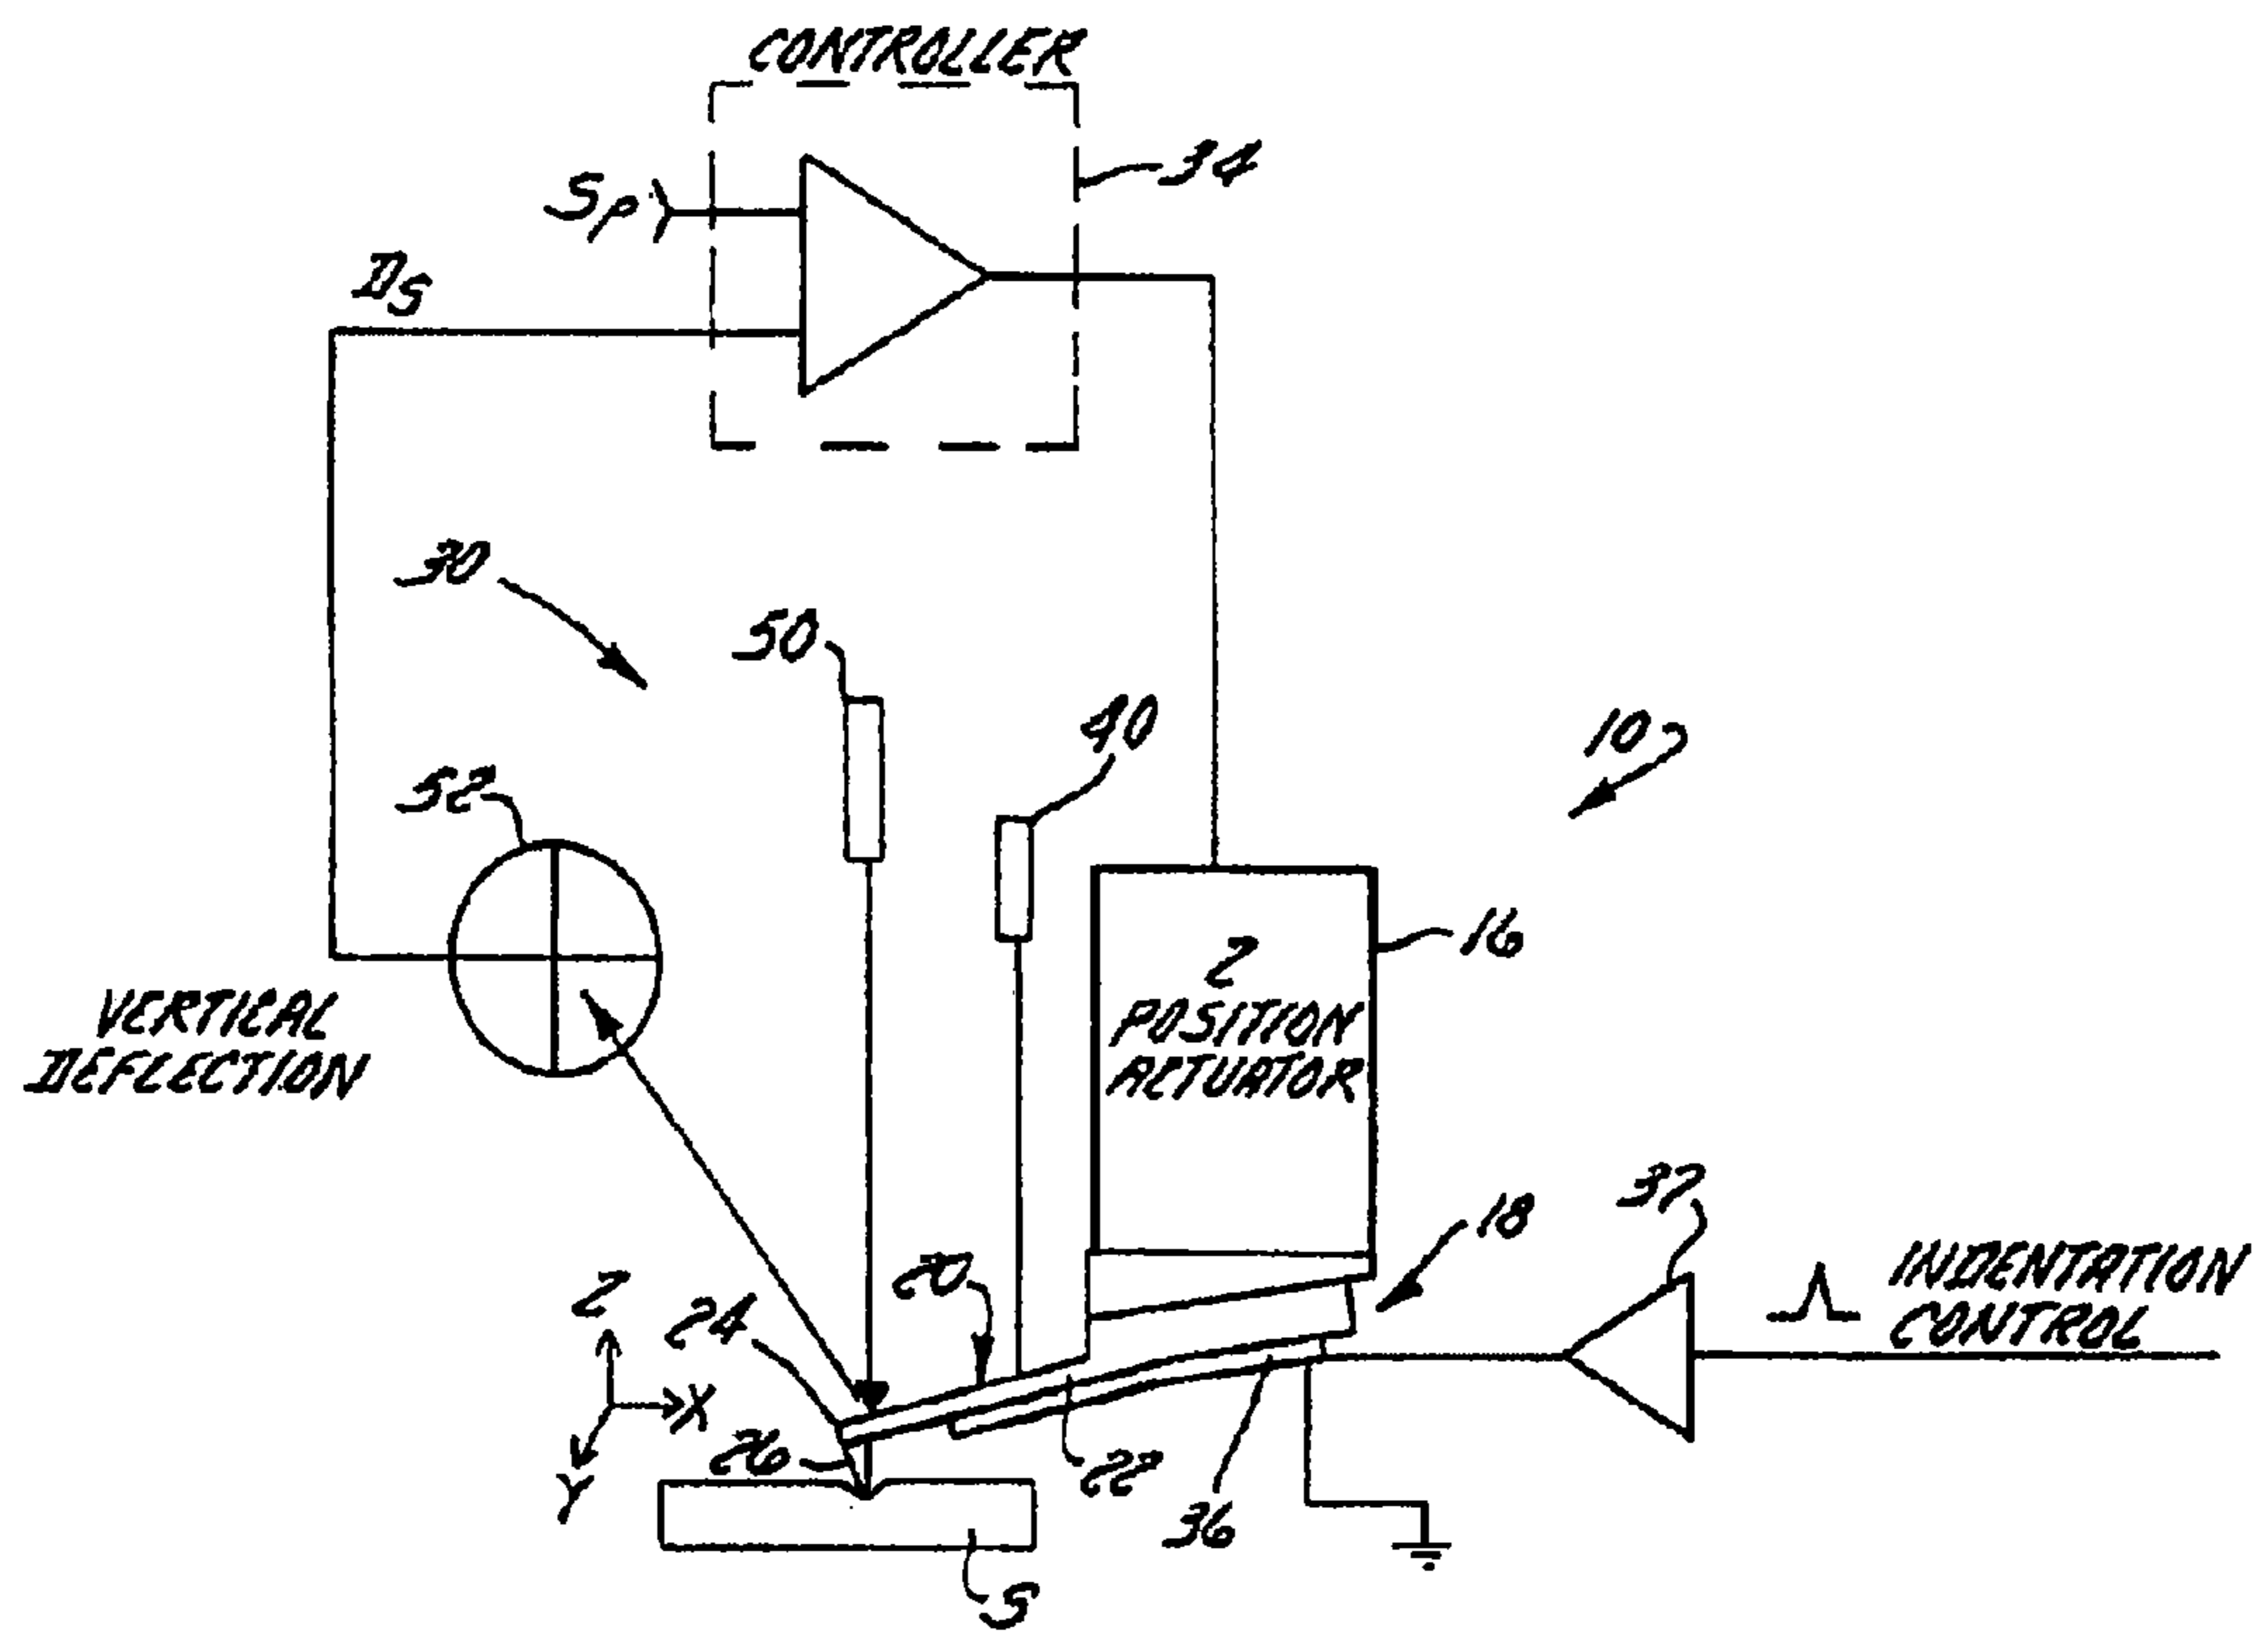 CONTROLLER
34
Sp
Ds
30
50
40
10
52
16
Z
POSITION
ACTUATOR
VERTICAL
DEFLECTION
32
18
INDENTATION
CONTROL
20
Z
24
X
26
22
Y
36
S